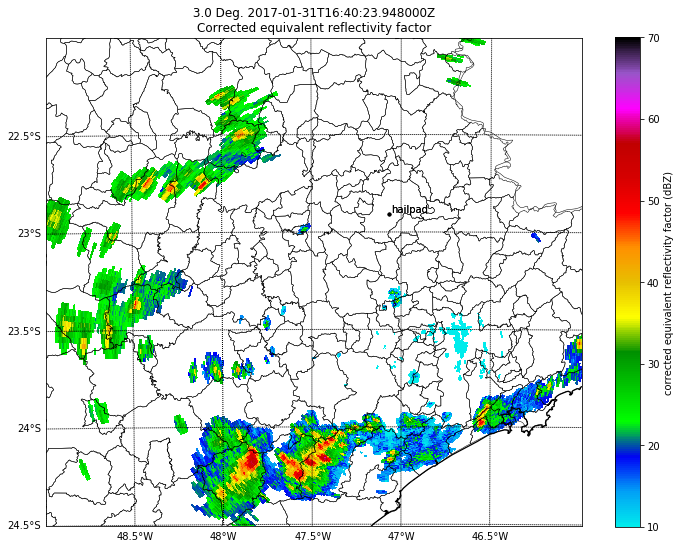 3.0 Deg. 2017-01-31T16:40:23.948000Z
Corrected equivalent reflectivity factor
70
60
50
40
30
20
10
corrected equivalent reflectivity factor (dBZ)
22.5°S
23°S
23.5°S
24°S
24.5°S
hailpad
48.5°W
48°W
47.5°W
47°W
46.5°W